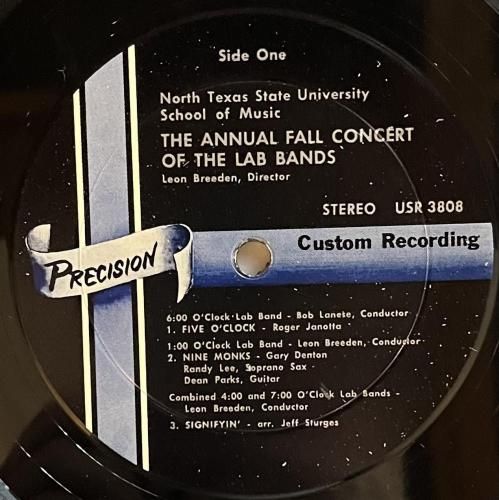 Side One
North Texas State University
School of Music
THE ANNUAL FALL CONCERT
OF THE LAB BANDS
Leon Breeden, Director
STEREO USR 3808
PRECISION
Custom Recording
6:00 O'Clock Lab Band - Bob Lanese, Conductor
1. FIVE O'CLOCK - Roger Janotta
1:00 O'Clock Lab Band - Leon Breeden, Conductor
2. NINE MONKS - Gary Denton
Randy Lee, Soprano Sax
Dean Parks, Guitar
Combined 4:00 and 7:00 O'Clock Lab Bands -
Leon Breeden, Conductor
3. SIGNIFYIN' - arr. Jeff Sturges